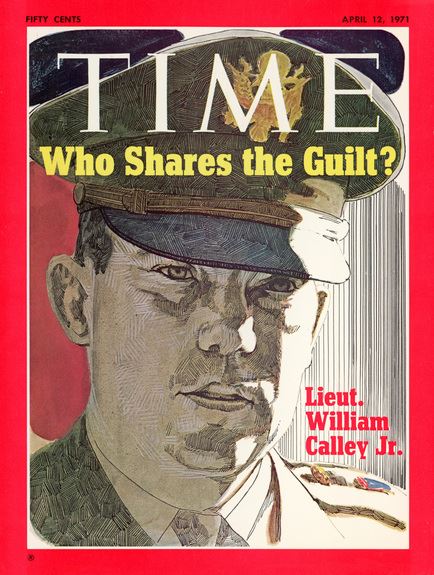 FIFTY CENTS
APRIL 12, 1971
TIME
Who Shares the Guilt?
Lieut.
William
Calley Jr.
®